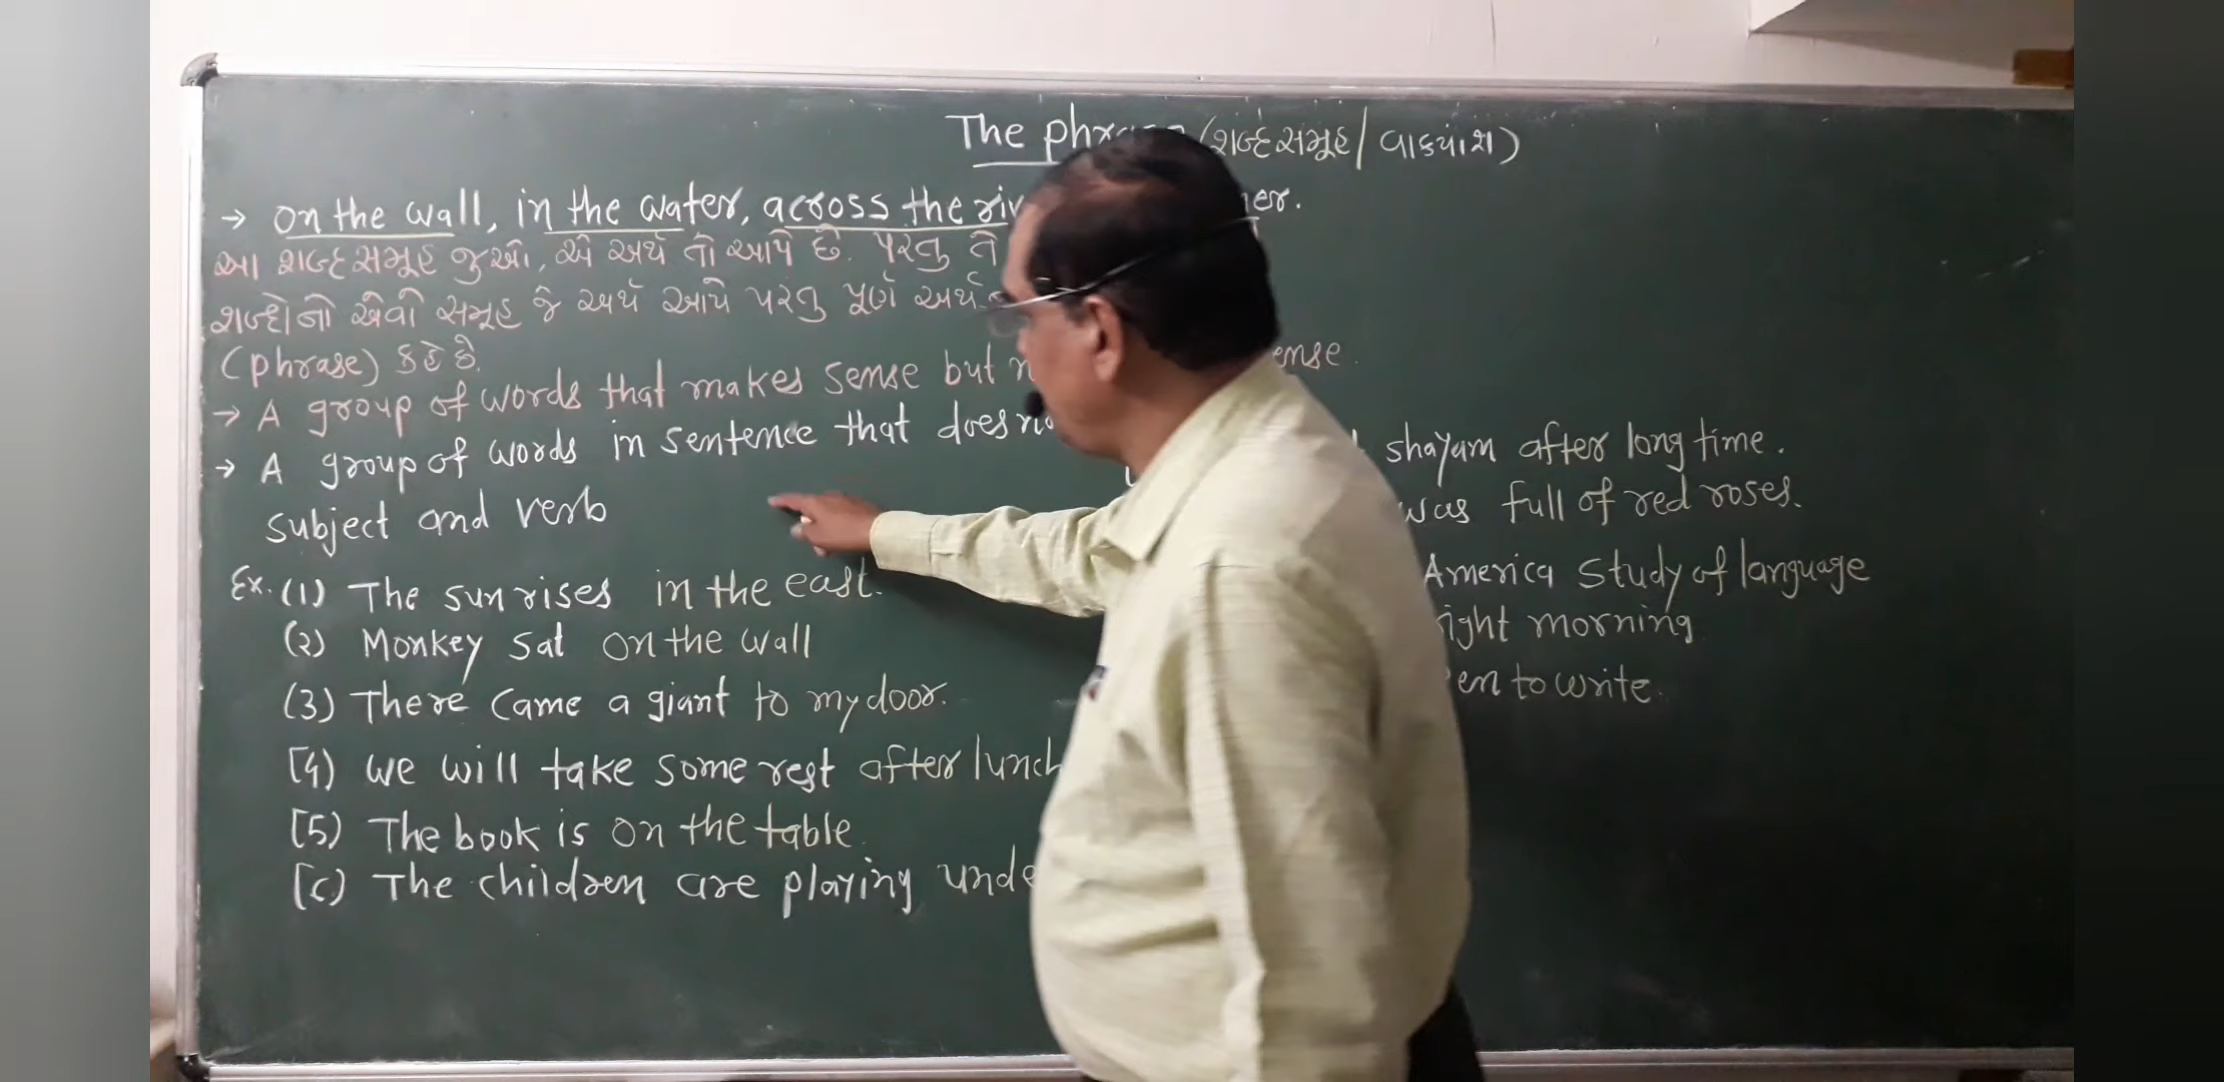 The (શબ્દસમૂહ / વાક્યાંશ)
→ on the wall, in the water, across the
આ શબ્દસમૂહ જુઓ, એ અર્થ તો આપે છે. પરંતુ તે
શબ્દોનો એવો સમૂહ જે અર્થ આપે પરંતુ પૂર્ણ અર્થ
(phrase) કહે છે.
→ A group of words that makes sense but
→ A group of words in sentence that does
subject and verb
Ex. (1) The sun rises in the east.
(2) Monkey sat on the wall
(3) There came a giant to my door.
(4) we will take some rest after lunch
(5) The book is on the table.
(c) The children are playing
shayam after long time.
was full of red roses.
America study of language
morning
to write.